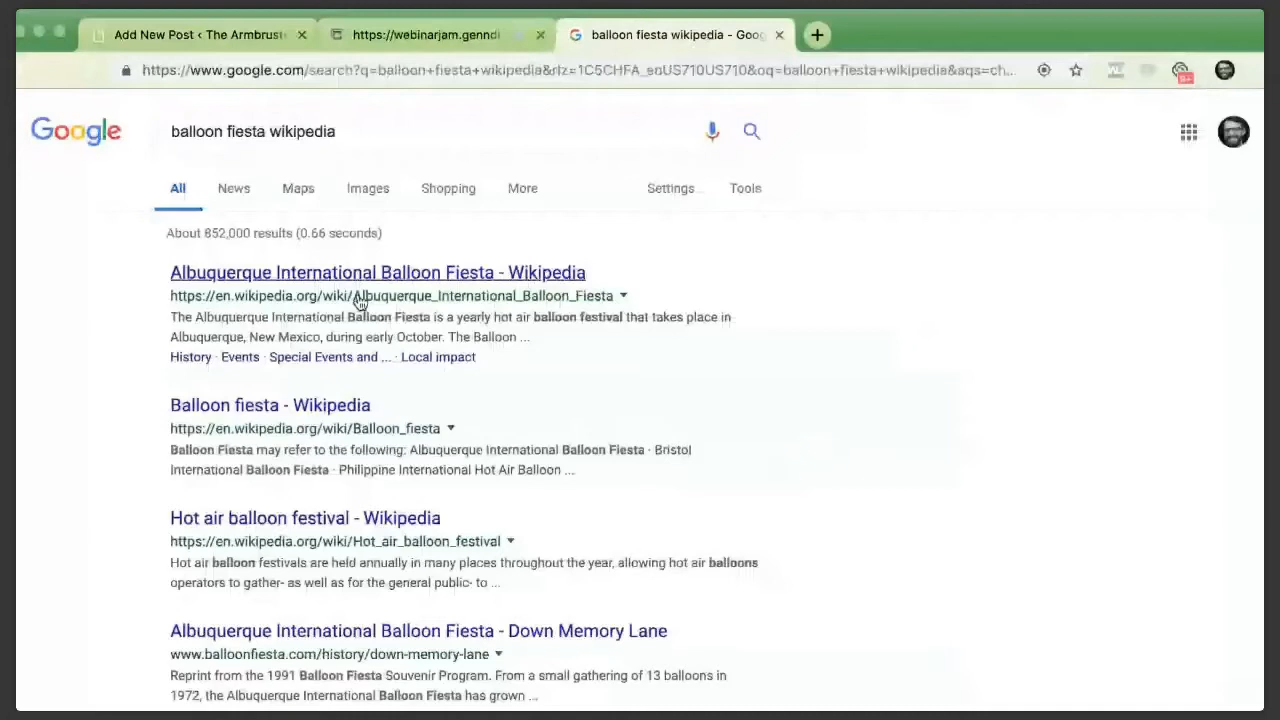 Add New Post ‹ The Armbrust
https://webinarjam.genndi
balloon fiesta wikipedia - Goog
https://www.google.com/search?q=balloon+fiesta+wikipedia&rlz=1C5CHFA_enUS710US710&oq=balloon+fiesta+wikipedia&aqs=ch...
Google
balloon fiesta wikipedia
All News Maps Images Shopping More Settings Tools
About 852,000 results (0.66 seconds)
Albuquerque International Balloon Fiesta - Wikipedia
https://en.wikipedia.org/wiki/Albuquerque_International_Balloon_Fiesta
The Albuquerque International Balloon Fiesta is a yearly hot air balloon festival that takes place in
Albuquerque, New Mexico, during early October. The Balloon ...
History · Events · Special Events and ... · Local impact
Balloon fiesta - Wikipedia
https://en.wikipedia.org/wiki/Balloon_fiesta
Balloon Fiesta may refer to the following: Albuquerque International Balloon Fiesta · Bristol
International Balloon Fiesta · Philippine International Hot Air Balloon ...
Hot air balloon festival - Wikipedia
https://en.wikipedia.org/wiki/Hot_air_balloon_festival
Hot air balloon festivals are held annually in many places throughout the year, allowing hot air balloons
operators to gather- as well as for the general public- to ...
Albuquerque International Balloon Fiesta - Down Memory Lane
www.balloonfiesta.com/history/down-memory-lane
Reprint from the 1991 Balloon Fiesta Souvenir Program. From a small gathering of 13 balloons in
1972, the Albuquerque International Balloon Fiesta has grown ...